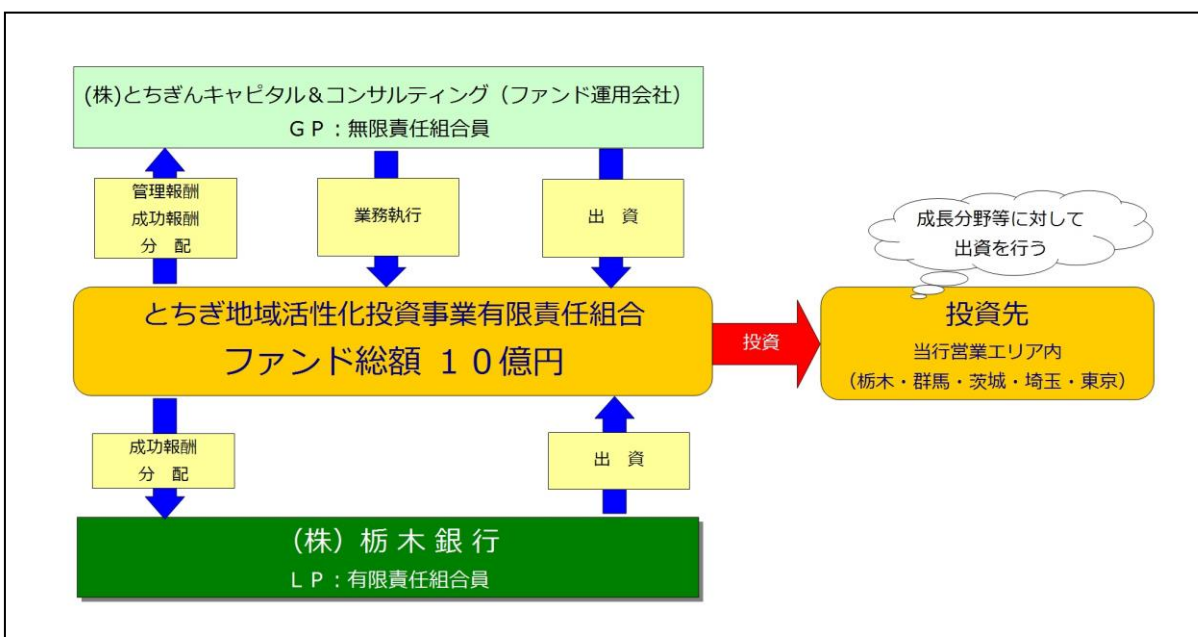 (株)とちぎんキャピタル＆コンサルティング（ファンド運用会社）
ＧＰ：無限責任組合員
管理報酬
成功報酬
分　配
業務執行
出　資
成長分野等に対して
出資を行う
とちぎ地域活性化投資事業有限責任組合
ファンド総額 １０億円
投資
投資先
当行営業エリア内
（栃木・群馬・茨城・埼玉・東京）
成功報酬
分　配
出　資
（株）栃 木 銀 行
ＬＰ：有限責任組合員